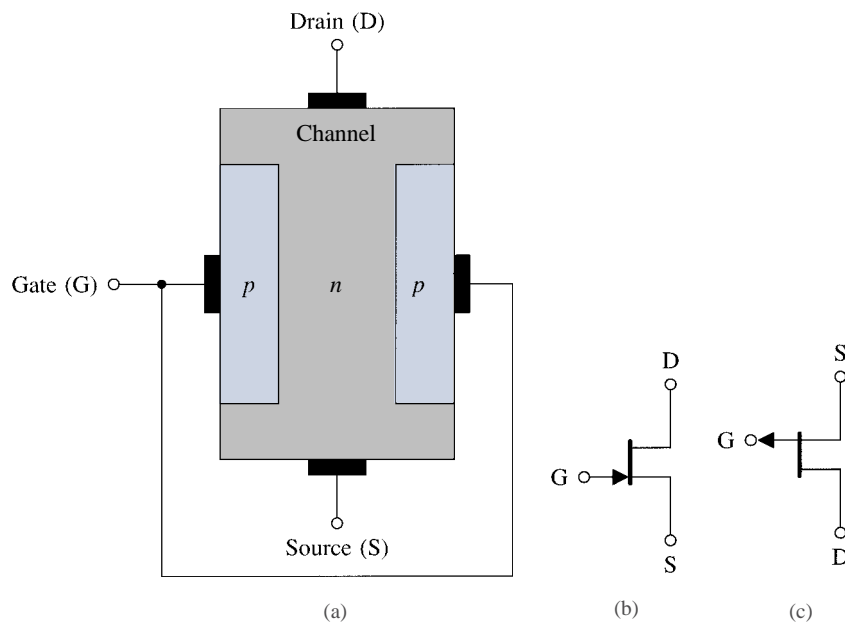 Drain (D)
Channel
Gate (G)
p
n
p
Source (S)
(a)
D
G
S
(b)
S
G
D
(c)